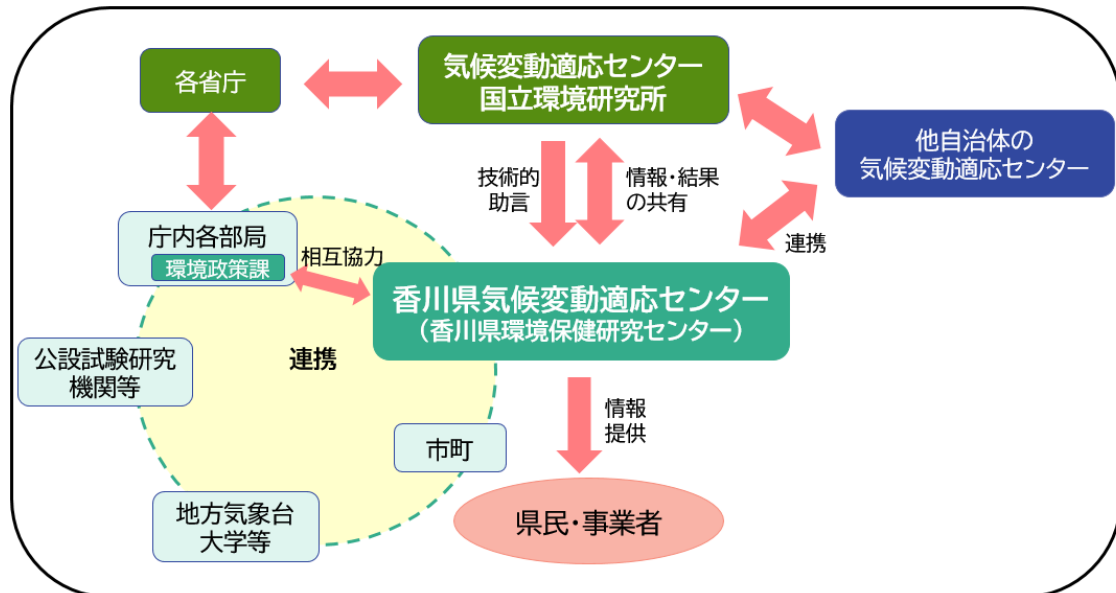 各省庁
気候変動適応センター
国立環境研究所
他自治体の
気候変動適応センター
技術的
助言
情報・結果
の共有
連携
庁内各部局
環境政策課
相互協力
香川県気候変動適応センター
（香川県環境保健研究センター）
公設試験研究
機関等
連携
情報
提供
市町
地方気象台
大学等
県民・事業者